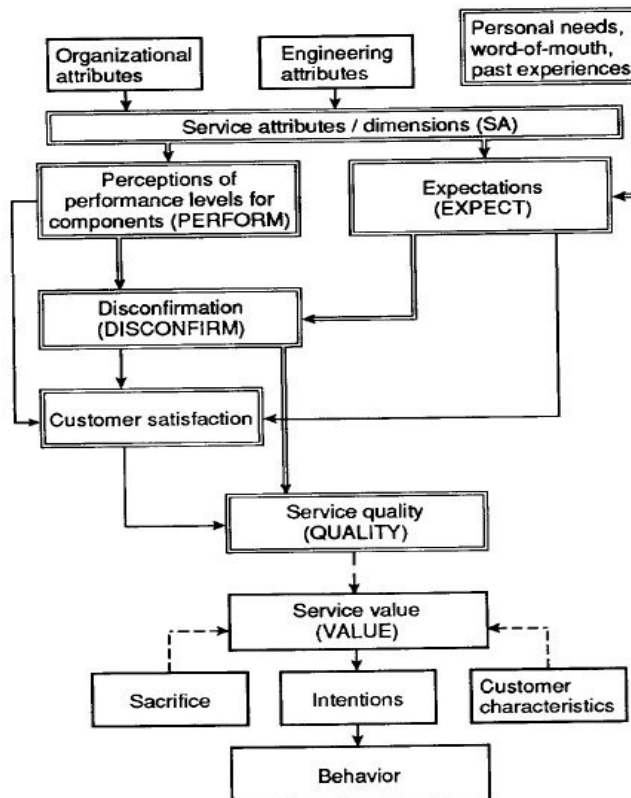 Organizational
attributes
Engineering
attributes
Personal needs,
word-of-mouth,
past experiences
Service attributes / dimensions (SA)
Perceptions of
performance levels for
components (PERFORM)
Expectations
(EXPECT)
Disconfirmation
(DISCONFIRM)
Customer satisfaction
Service quality
(QUALITY)
Service value
(VALUE)
Sacrifice
Intentions
Customer
characteristics
Behavior